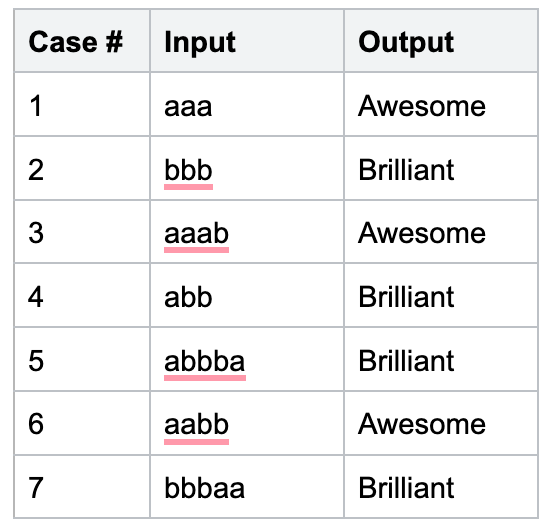 Case # Input Output
1 aaa Awesome
2 bbb Brilliant
3 aaab Awesome
4 abb Brilliant
5 abbba Brilliant
6 aabb Awesome
7 bbbaa Brilliant